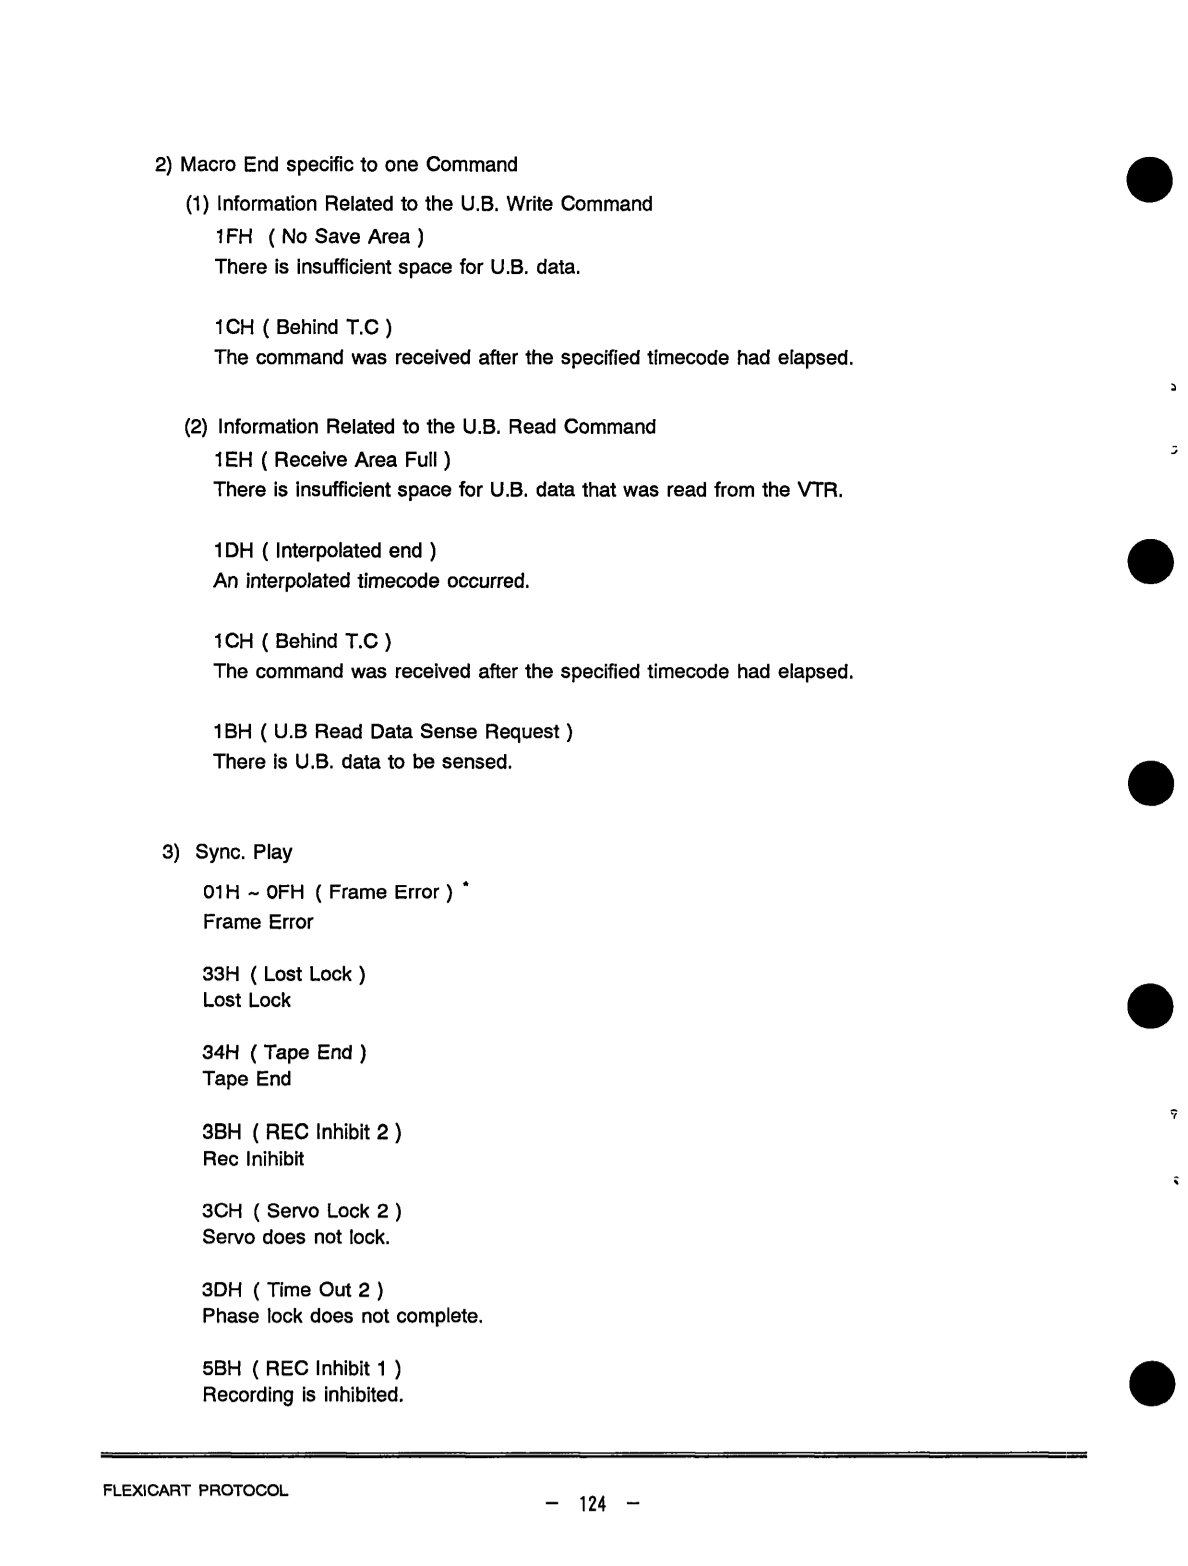 2) Macro End specific to one Command
(1) Information Related to the U.B. Write Command
1FH ( No Save Area )
There is insufficient space for U.B. data.
1CH ( Behind T.C )
The command was received after the specified timecode had elapsed.
(2) Information Related to the U.B. Read Command
1EH ( Receive Area Full )
There is insufficient space for U.B. data that was read from the VTR.
1DH ( Interpolated end )
An interpolated timecode occurred.
1CH ( Behind T.C )
The command was received after the specified timecode had elapsed.
1BH ( U.B Read Data Sense Request )
There is U.B. data to be sensed.
3) Sync. Play
01H ~ 0FH ( Frame Error ) *
Frame Error
33H ( Lost Lock )
Lost Lock
34H ( Tape End )
Tape End
3BH ( REC Inhibit 2 )
Rec Inihibit
3CH ( Servo Lock 2 )
Servo does not lock.
3DH ( Time Out 2 )
Phase lock does not complete.
5BH ( REC Inhibit 1 )
Recording is inhibited.
FLEXICART PROTOCOL
– 124 –